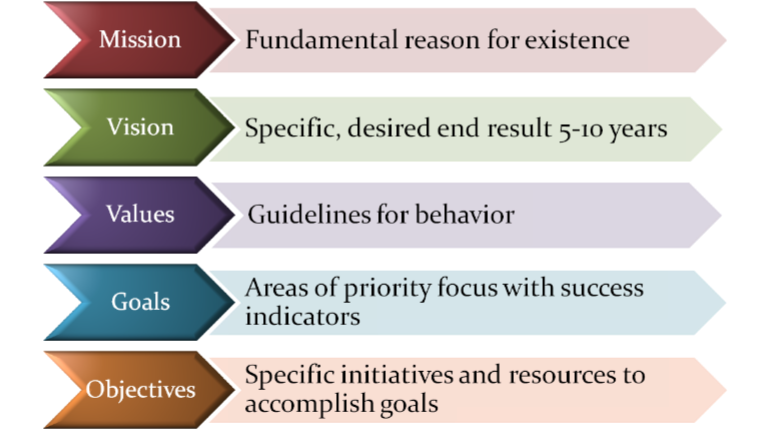 Mission
Fundamental reason for existence
Vision
Specific, desired end result 5-10 years
Values
Guidelines for behavior
Goals
Areas of priority focus with success
indicators
Objectives
Specific initiatives and resources to
accomplish goals